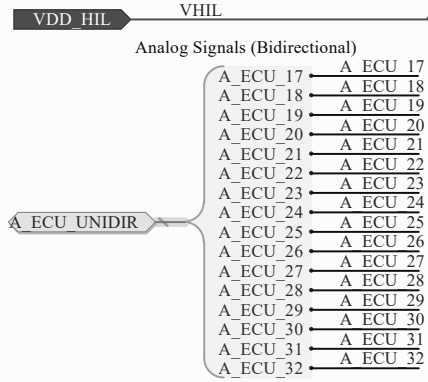 VDD_HIL VHIL
Analog Signals (Bidirectional)
A_ECU_17 A_ECU_17
A_ECU_18 A_ECU_18
A_ECU_19 A_ECU_19
A_ECU_20 A_ECU_20
A_ECU_21 A_ECU_21
A_ECU_22 A_ECU_22
A_ECU_23 A_ECU_23
A_ECU_24 A_ECU_24
A_ECU_UNIDIR
A_ECU_25 A_ECU_25
A_ECU_26 A_ECU_26
A_ECU_27 A_ECU_27
A_ECU_28 A_ECU_28
A_ECU_29 A_ECU_29
A_ECU_30 A_ECU_30
A_ECU_31 A_ECU_31
A_ECU_32 A_ECU_32